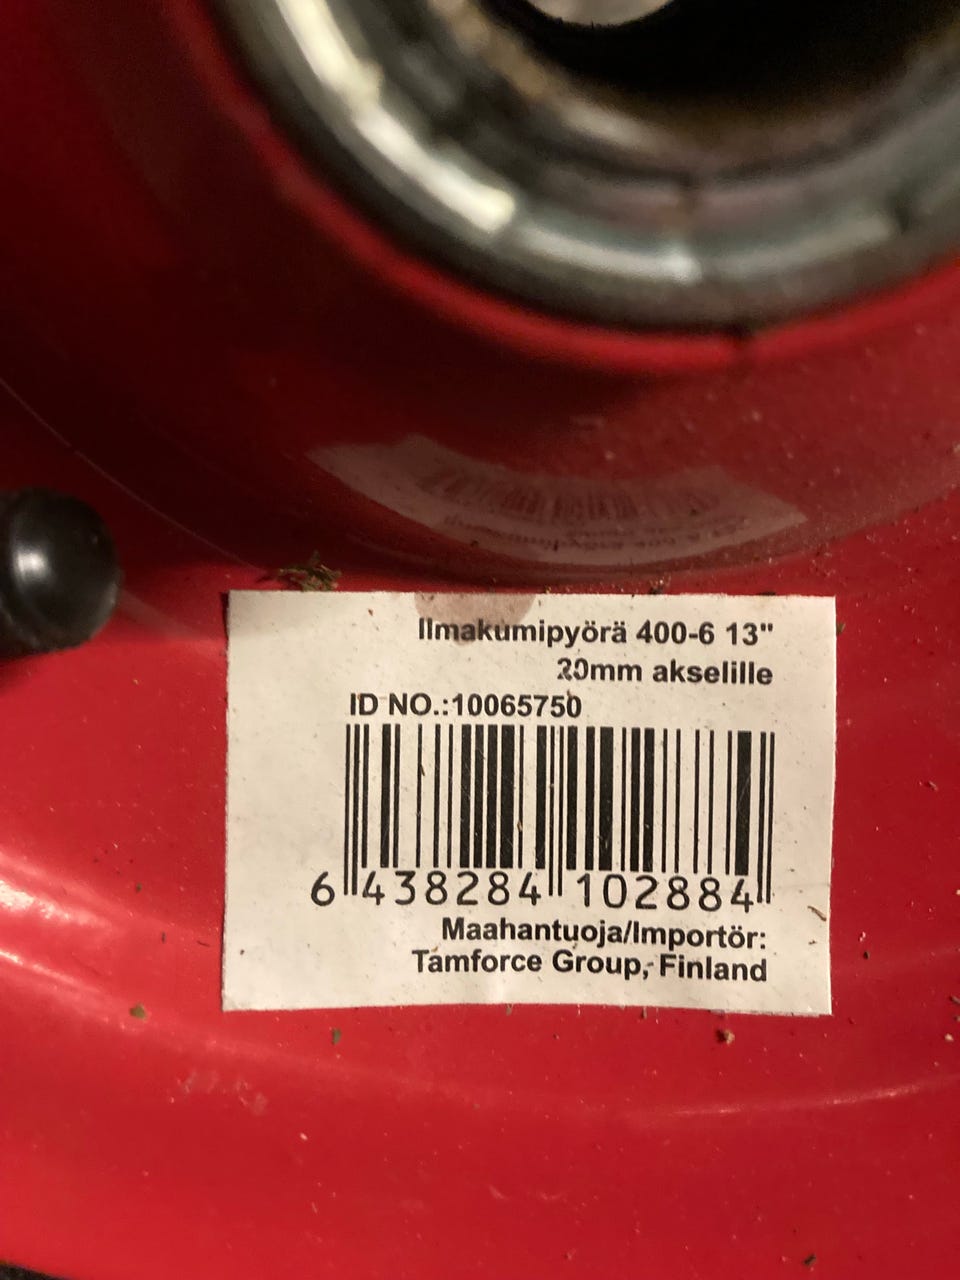 Ilmakumipyörä 400-6 13"
20mm akselille
ID NO.:10065750
6 438284 102884
Maahantuoja/Importör:
Tamforce Group, Finland